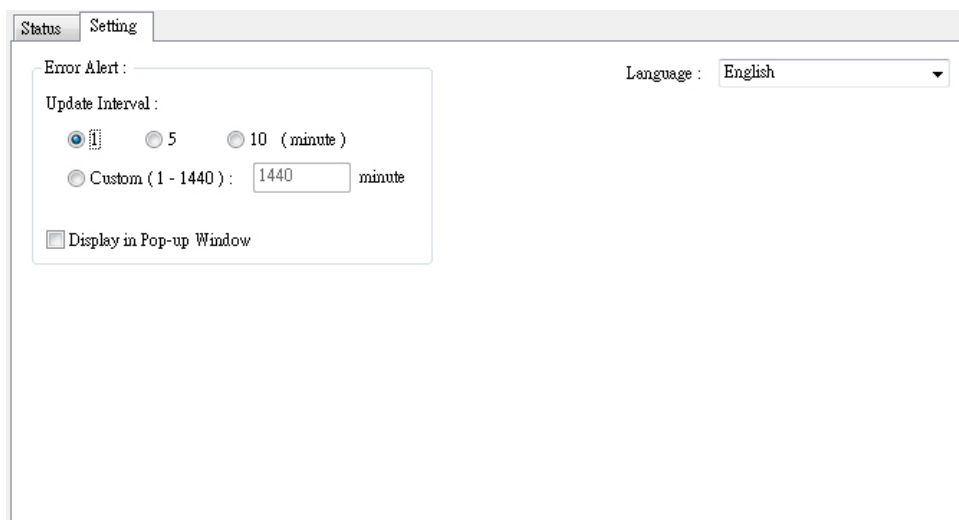 Status Setting
Error Alert :
Language : English
Update Interval :
1 5 10 ( minute )
Custom ( 1 - 1440 ) : 1440 minute
Display in Pop-up Window